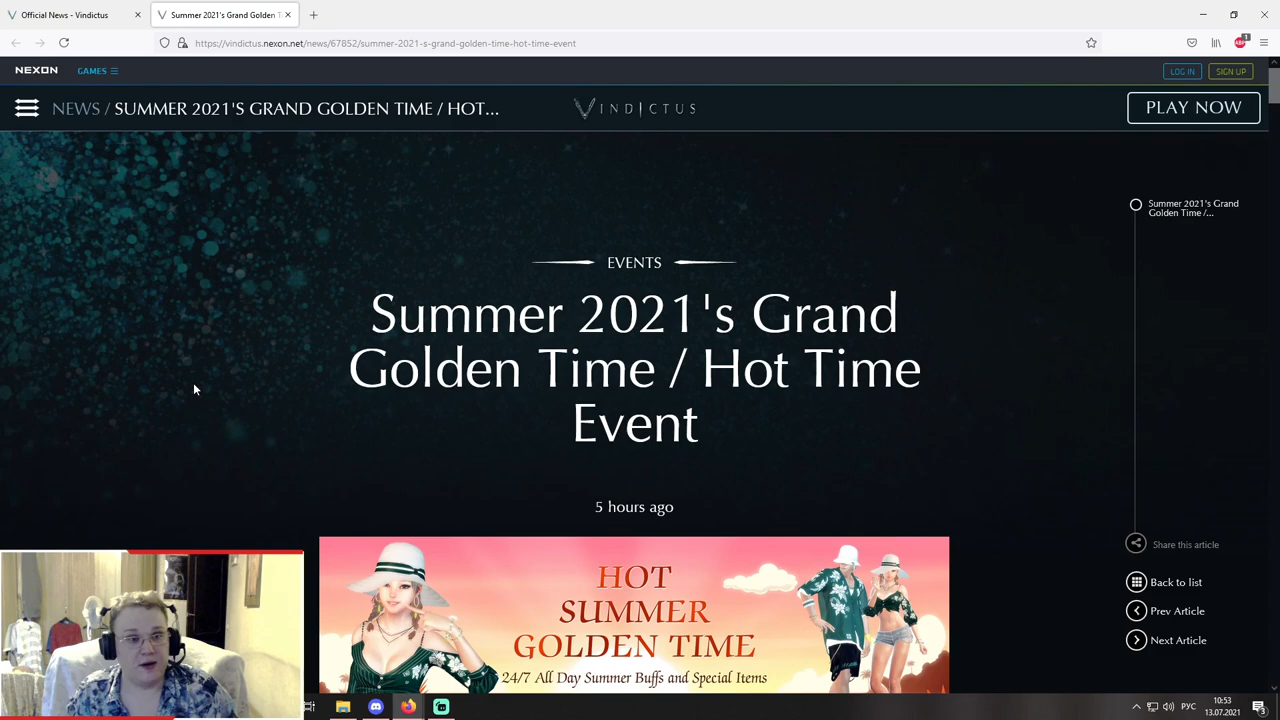 Official News - Vindictus
Summer 2021's Grand Golden T
https://vindictus.nexon.net/news/67852/summer-2021-s-grand-golden-time-hot-time-event
1
NEXON
GAMES
LOG IN
SIGN UP
NEWS / SUMMER 2021'S GRAND GOLDEN TIME / HOT...
VINDICTUS
PLAY NOW
Summer 2021's Grand
Golden Time /...
EVENTS
Summer 2021's Grand
Golden Time / Hot Time
Event
5 hours ago
HOT
SUMMER
GOLDEN TIME
24/7 All Day Summer Buffs and Special Items
Share this article
Back to list
Prev Article
Next Article
РУС
10:53
13.07.2021
3